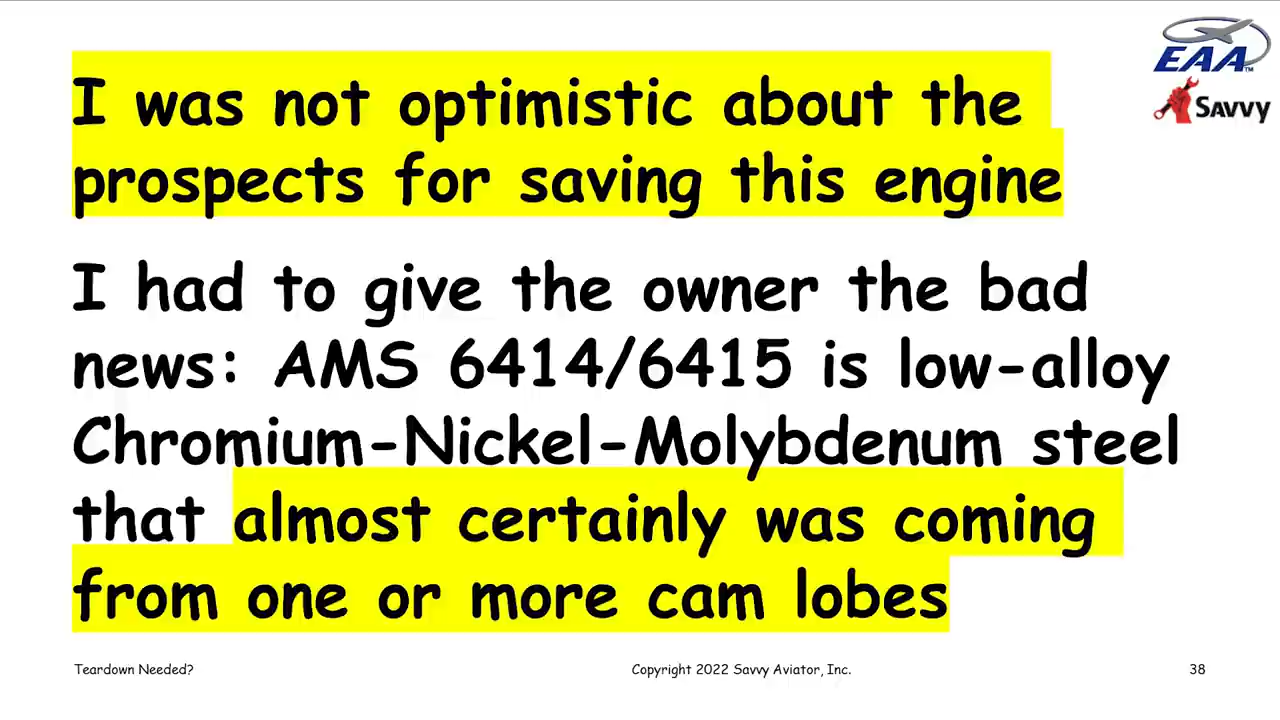 EAA™
Savvy
I was not optimistic about the
prospects for saving this engine
I had to give the owner the bad
news: AMS 6414/6415 is low-alloy
Chromium-Nickel-Molybdenum steel
that almost certainly was coming
from one or more cam lobes
Teardown Needed?
Copyright 2022 Savvy Aviator, Inc.
38